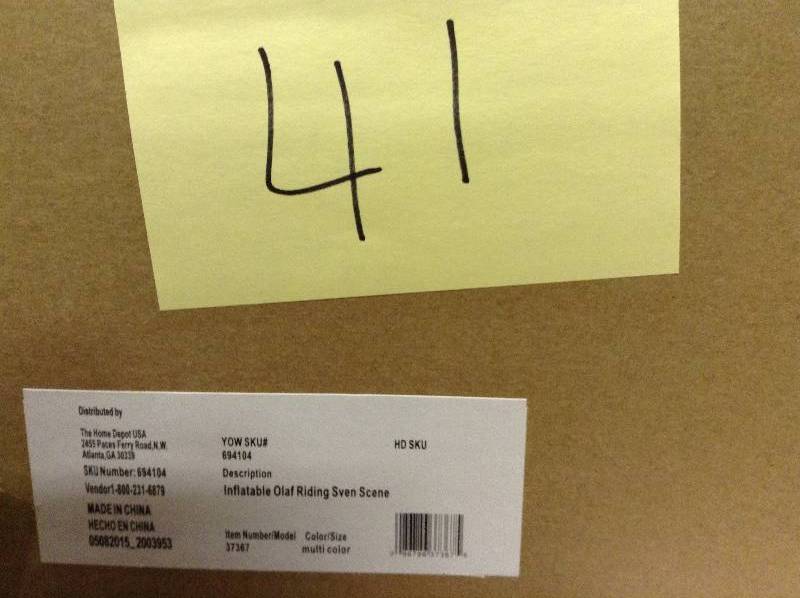 41
Distributed by
The Home Depot USA
2455 Paces Ferry Road,N.W.
Atlanta,GA 30339
SKU Number:694104
Vendor1-800-231-6879
MADE IN CHINA
HECHO EN CHINA
05082015_2003953
YOW SKU#
694104
Description
Inflatable Olaf Riding Sven Scene
Item Number/Model Color/Size
37367 multi color
HD SKU